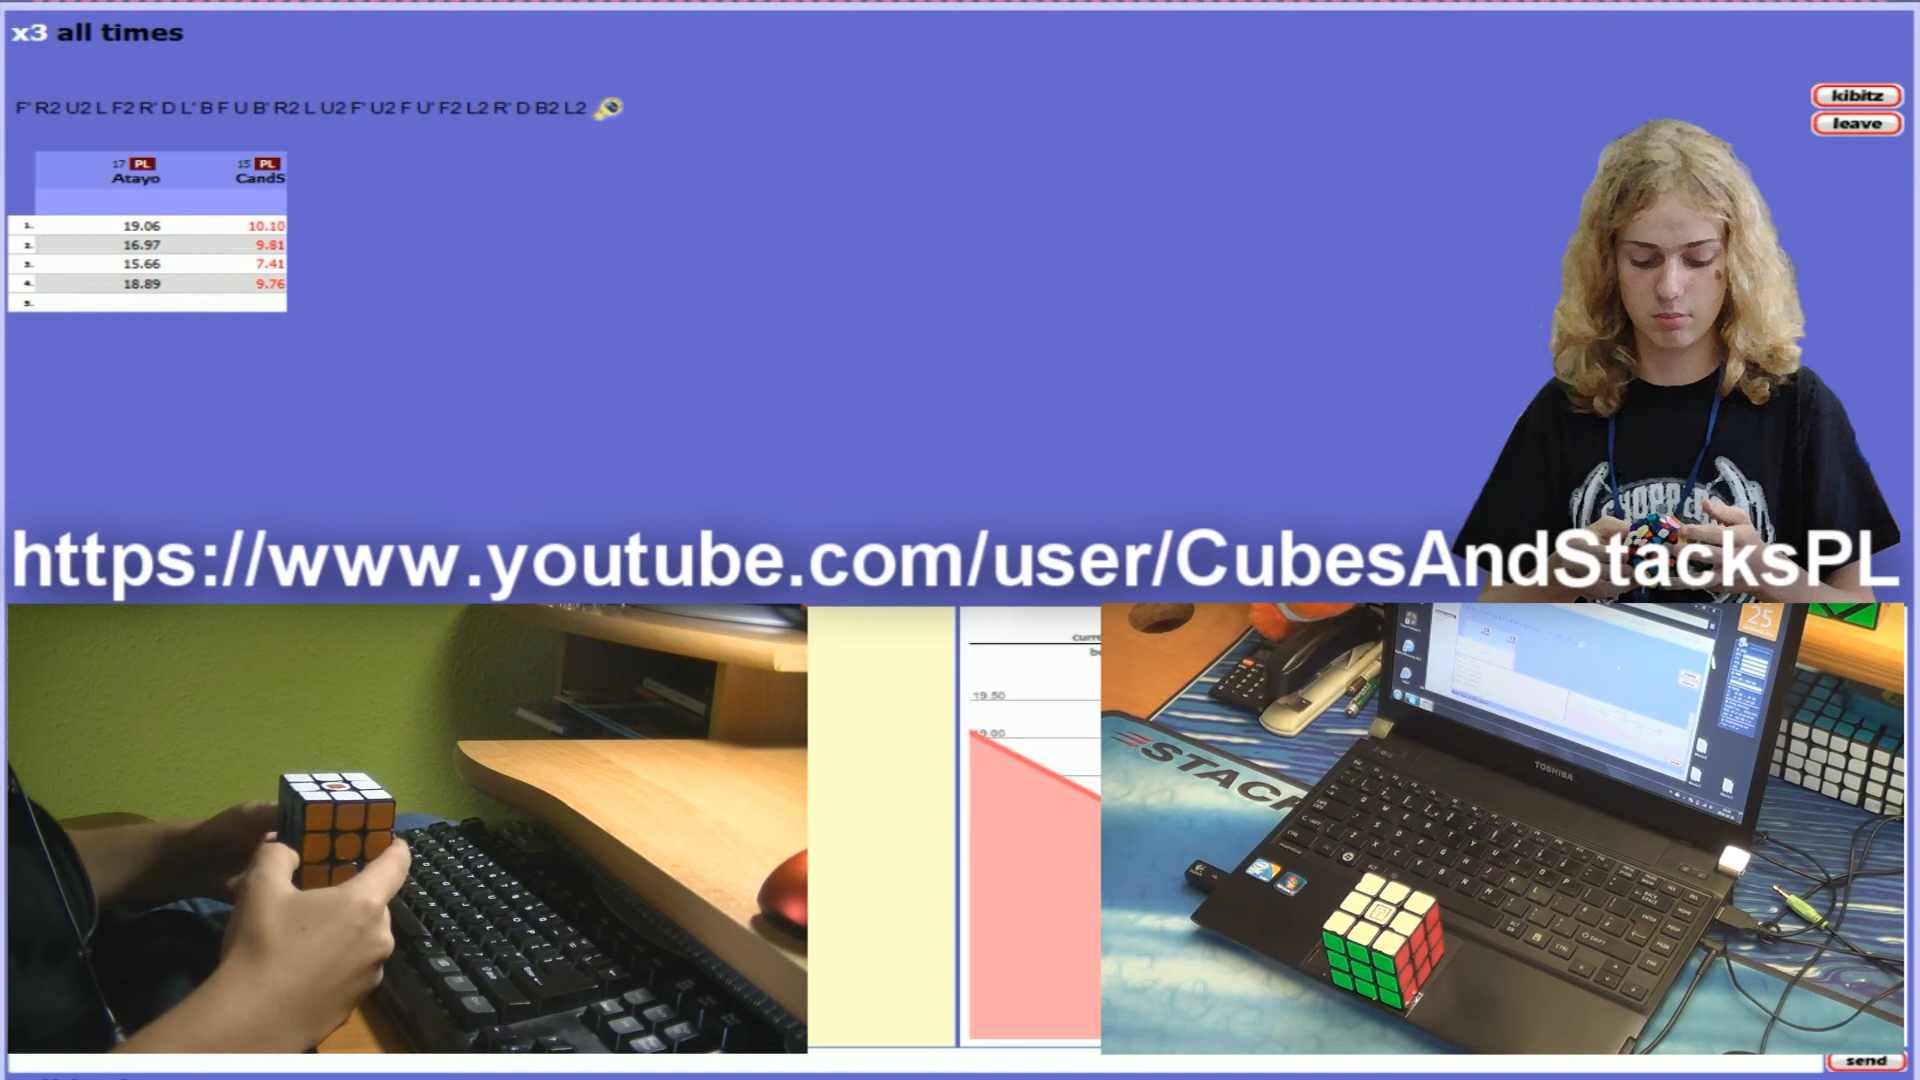 x3 all times
F' R2 U2 L F2 R' D L' B F U B' R2 L U2 F' U2 F U' F2 L2 R' D B2 L2
kibitz
leave
17 PL 15 PL
Atayo CandS
1. 19.06 10.10
2. 16.97 9.81
3. 15.66 7.41
4. 18.89 9.76
5.
https://www.youtube.com/user/CubesAndStacksPL
19.50
19.00
25
STACK
TOSHIBA
send